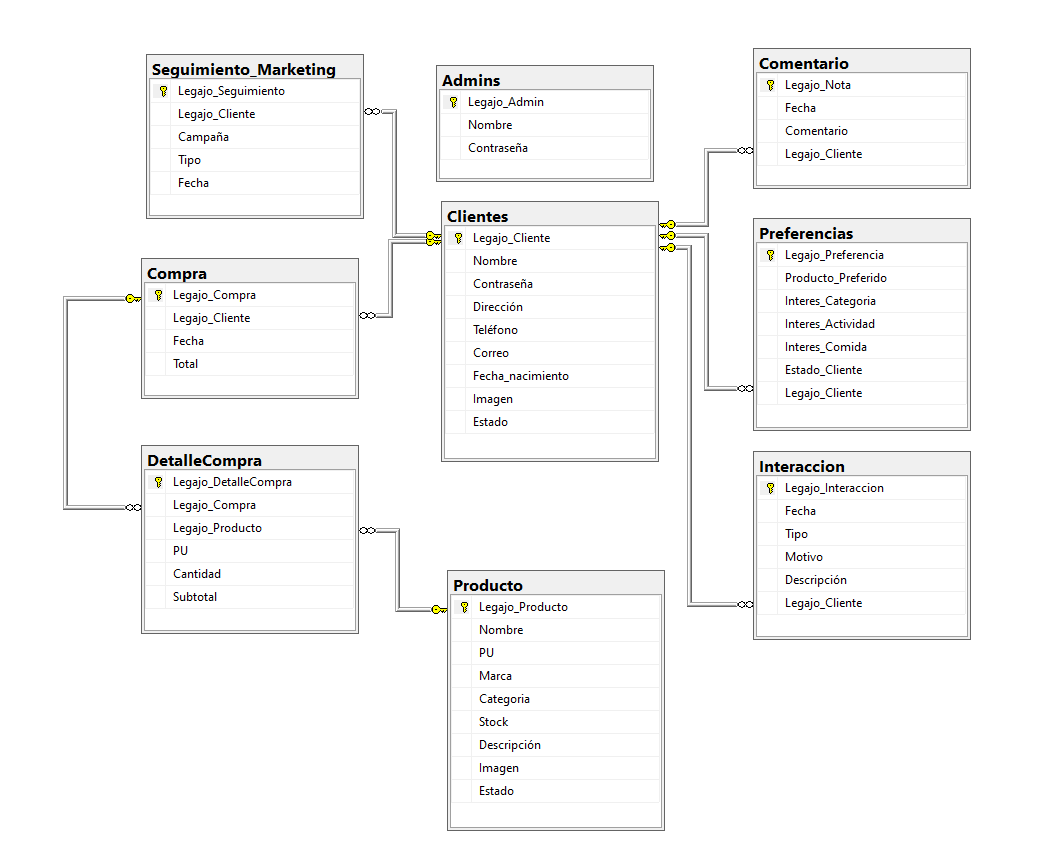 Seguimiento_Marketing
Legajo_Seguimiento
Legajo_Cliente
Campaña
Tipo
Fecha
Admins
Legajo_Admin
Nombre
Contraseña
Comentario
Legajo_Nota
Fecha
Comentario
Legajo_Cliente
Clientes
Legajo_Cliente
Nombre
Contraseña
Dirección
Teléfono
Correo
Fecha_nacimiento
Imagen
Estado
Preferencias
Legajo_Preferencia
Producto_Preferido
Interes_Categoria
Interes_Actividad
Interes_Comida
Estado_Cliente
Legajo_Cliente
Compra
Legajo_Compra
Legajo_Cliente
Fecha
Total
DetalleCompra
Legajo_DetalleCompra
Legajo_Compra
Legajo_Producto
PU
Cantidad
Subtotal
Interaccion
Legajo_Interaccion
Fecha
Tipo
Motivo
Descripción
Legajo_Cliente
Producto
Legajo_Producto
Nombre
PU
Marca
Categoria
Stock
Descripción
Imagen
Estado